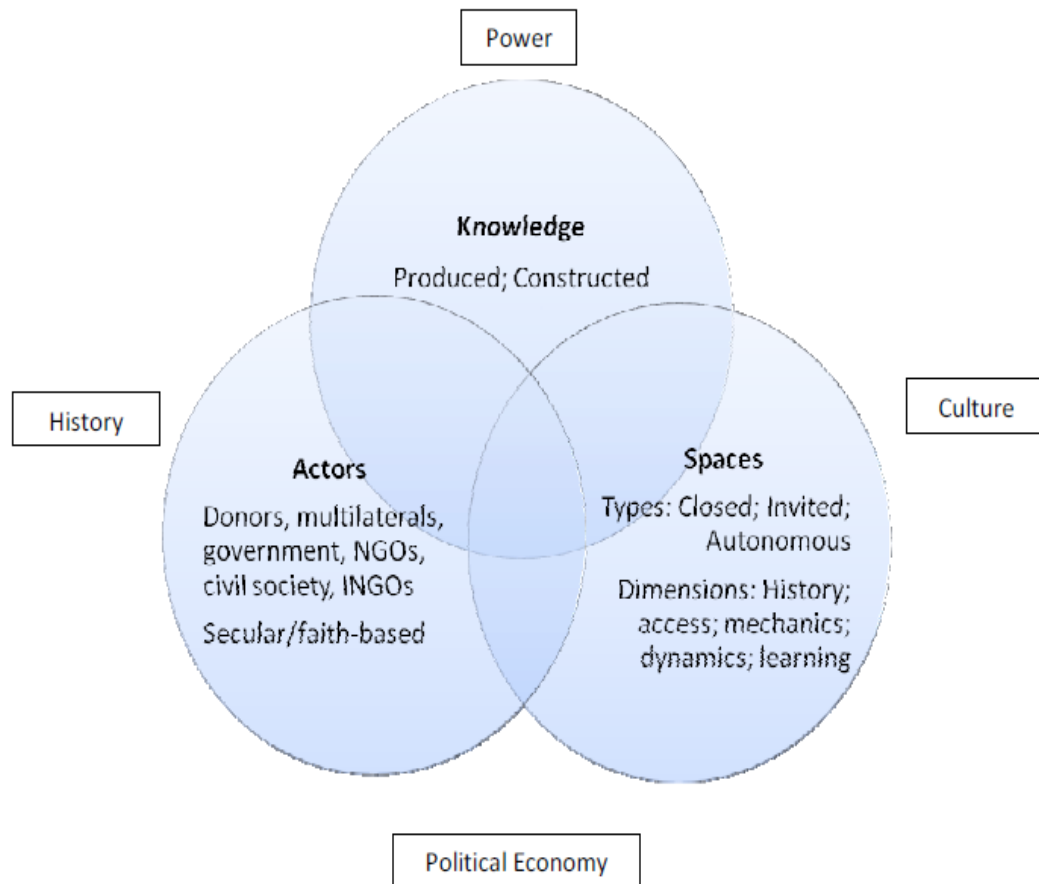 Power
Knowledge
Produced; Constructed
History
Culture
Actors
Donors, multilaterals,
government, NGOs,
civil society, INGOs
Secular/faith-based
Spaces
Types: Closed; Invited;
Autonomous
Dimensions: History;
access; mechanics;
dynamics; learning
Political Economy